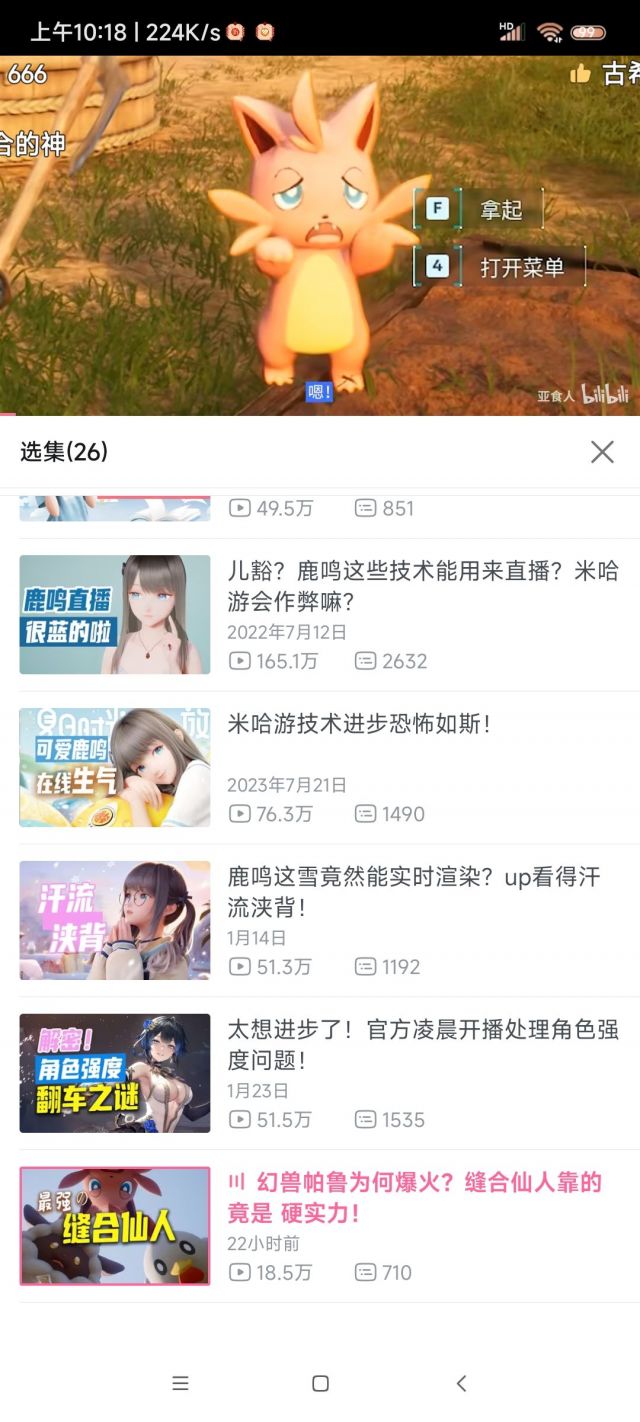 上午10:18 | 224K/s
HD
99
666
古希
合的神
F 拿起
4 打开菜单
嗯!
亚食人 bilibili
选集(26)
49.5万 851
鹿鸣直播
很蓝的啦
儿豁？鹿鸣这些技术能用来直播？米哈
游会作弊嘛？
2022年7月12日
165.1万 2632
可爱鹿鸣
在线生气
米哈游技术进步恐怖如斯！
2023年7月21日
76.3万 1490
汗流
浃背
鹿鸣这雪竟然能实时渲染？up看得汗
流浃背！
1月14日
51.3万 1192
解密！
角色强度
翻车之谜
太想进步了！官方凌晨开播处理角色强
度问题！
1月23日
51.5万 1535
最强の
缝合仙人
幻兽帕鲁为何爆火？缝合仙人靠的
竟是 硬实力！
22小时前
18.5万 710